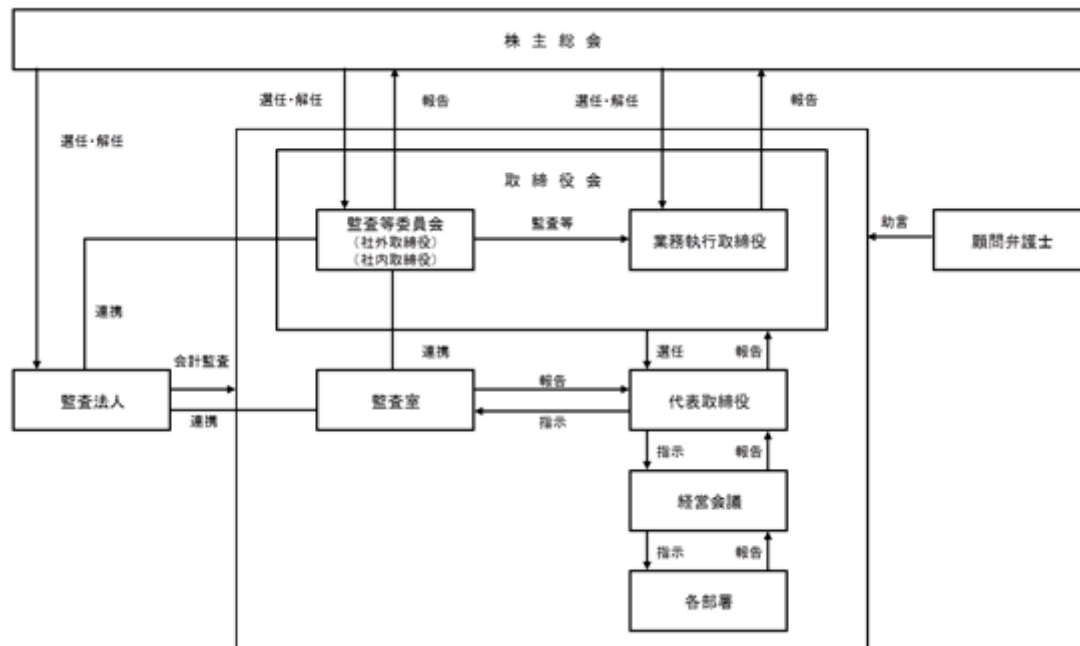 株主総会
選任・解任
報告
選任・解任
報告
選任・解任
取締役会
監査等委員会
（社外取締役）
（社内取締役）
監査等
業務執行取締役
助言
顧問弁護士
連携
会計監査
連携
選任
報告
監査法人
連携
監査室
報告
指示
代表取締役
指示
報告
経営会議
指示
報告
各部署